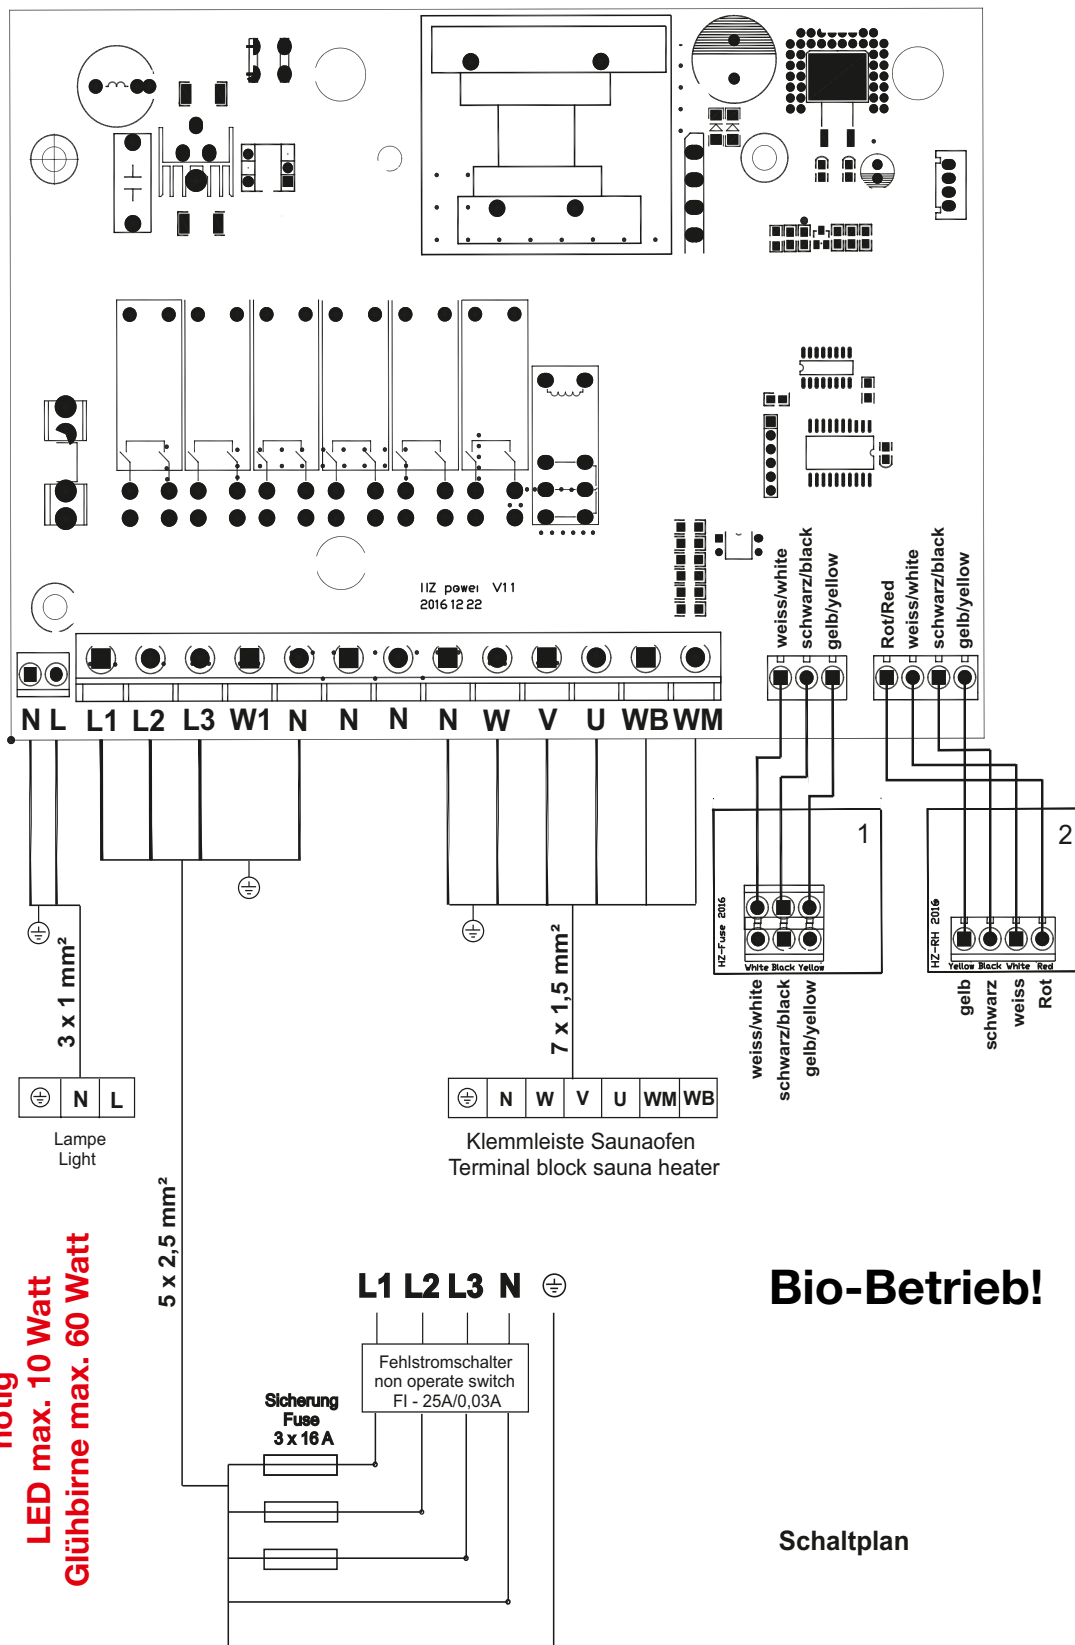 HZ power V11
2016 12 22
weiss/white
schwarz/black
gelb/yellow
Rot/Red
weiss/white
schwarz/black
gelb/yellow
N L L1 L2 L3 W1 N N N N W V U WB WM
1
HZ-Fuse 2016
White Black Yellow
weiss/white
schwarz/black
gelb/yellow
2
HZ-RH 2016
Yellow Black White Red
gelb
schwarz
weiss
Rot
3 x 1 mm²
N L
Lampe
Light
7 x 1,5 mm²
N W V U WM WB
Klemmleiste Saunaofen
Terminal block sauna heater
5 x 2,5 mm²
nötig
LED max. 10 Watt
Glühbirne max. 60 Watt
L1 L2 L3 N
Fehlstromschalter
non operate switch
FI - 25A/0,03A
Sicherung
Fuse
3 x 16 A
Bio-Betrieb!
Schaltplan